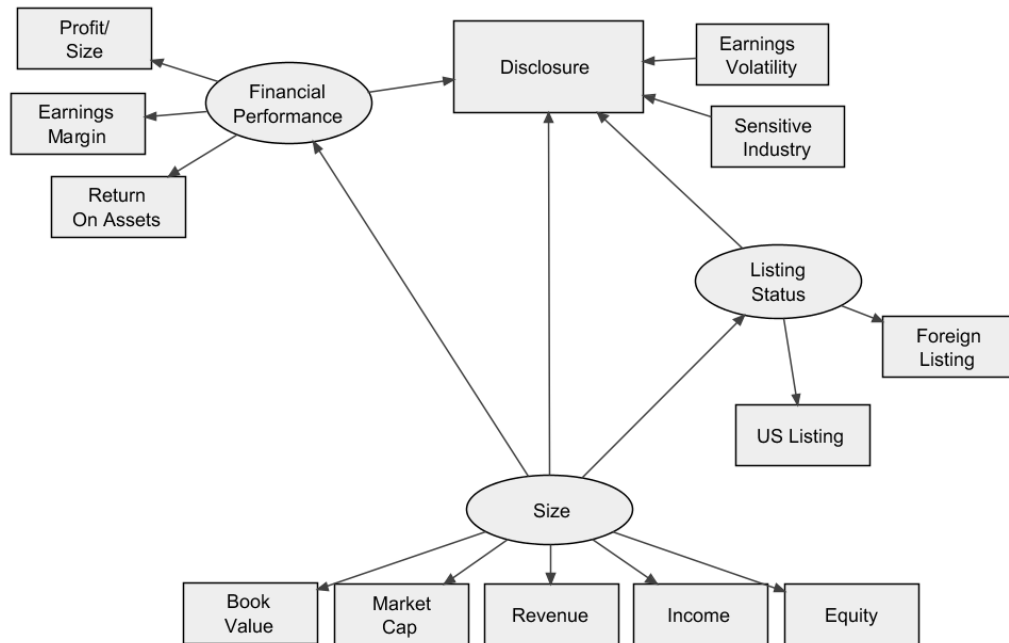 Profit/
Size
Disclosure
Earnings
Volatility
Financial
Performance
Earnings
Margin
Sensitive
Industry
Return
On Assets
Listing
Status
Foreign
Listing
US Listing
Size
Book
Value
Market
Cap
Revenue
Income
Equity